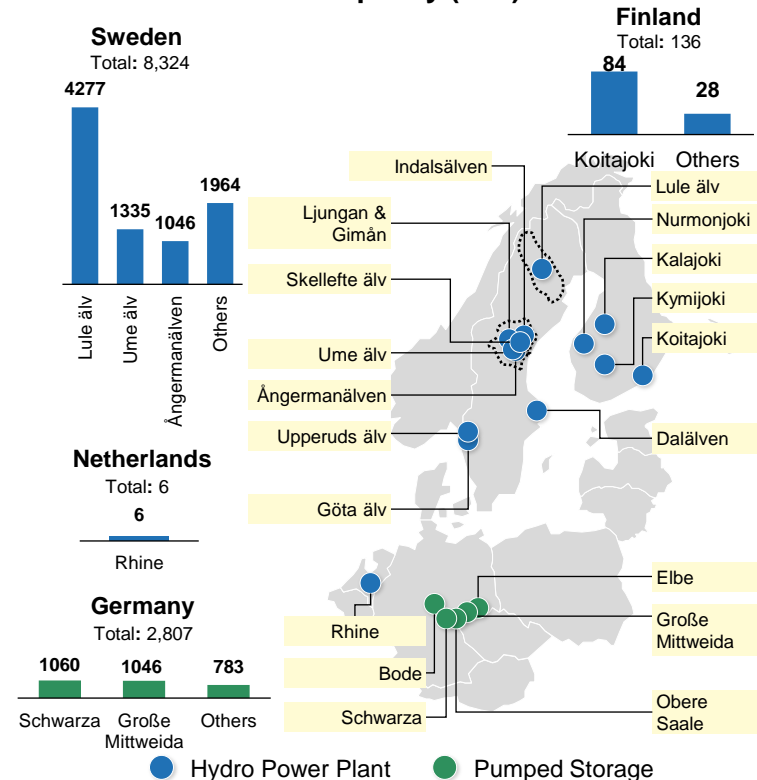 Finland
Total: 136
84
28
Koitajoki Others
Sweden
Total: 8,324
4277
1335
1046
1964
Lule älv
Ume älv
Ångermanälven
Others
Indalsälven
Ljungan &
Gimån
Skellefte älv
Ume älv
Ångermanälven
Upperuds älv
Göta älv
Lule älv
Nurmonjoki
Kalajoki
Kymijoki
Koitajoki
Dalälven
Netherlands
Total: 6
6
Rhine
Germany
Total: 2,807
1060 1046 783
Schwarza Große Others
Mittweida
Rhine
Bode
Schwarza
Elbe
Große
Mittweida
Obere
Saale
Hydro Power Plant Pumped Storage